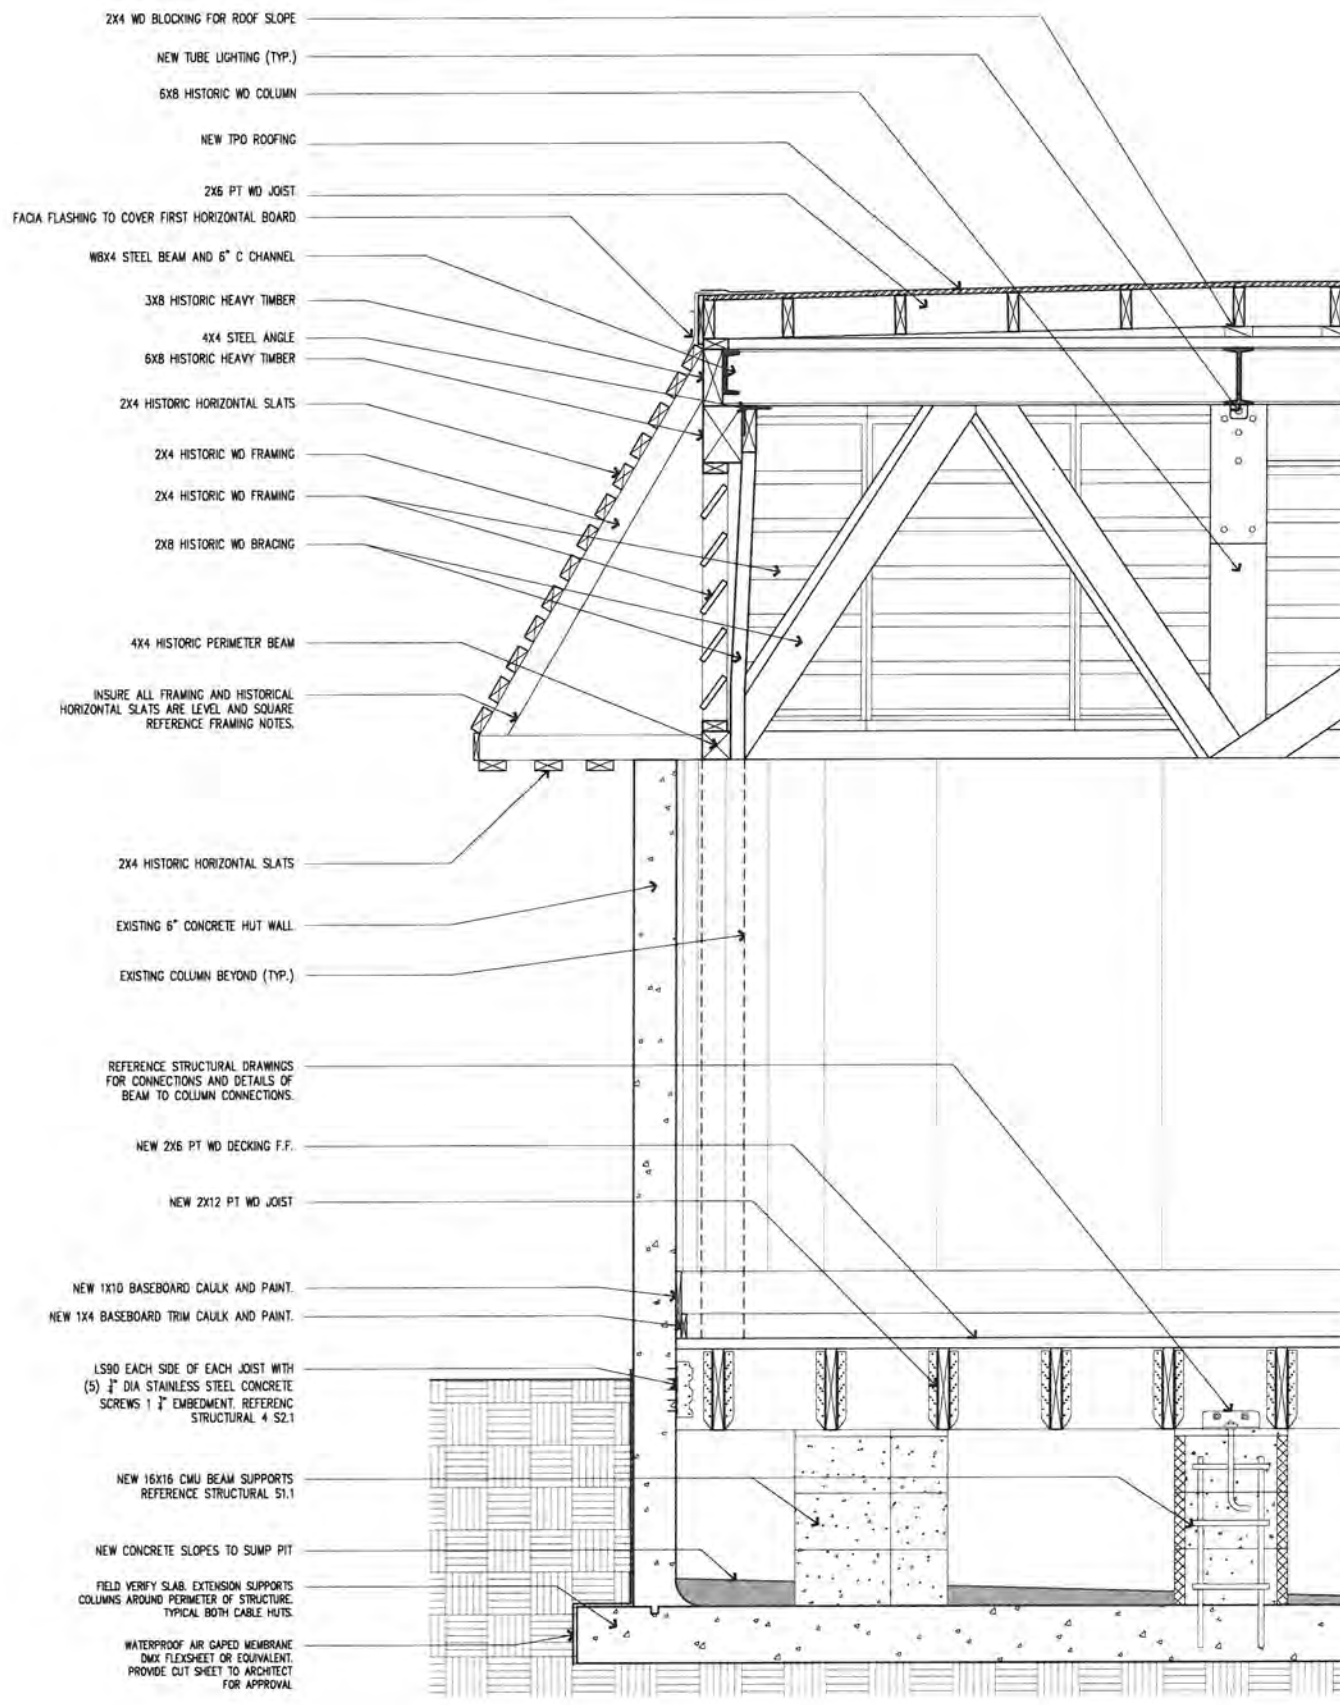 2X4 WD BLOCKING FOR ROOF SLOPE
NEW TUBE LIGHTING (TYP.)
6X8 HISTORIC WD COLUMN
NEW TPO ROOFING
2X6 PT WD JOIST
FACIA FLASHING TO COVER FIRST HORIZONTAL BOARD
W8X4 STEEL BEAM AND 6" C CHANNEL
3X8 HISTORIC HEAVY TIMBER
4X4 STEEL ANGLE
6X8 HISTORIC HEAVY TIMBER
2X4 HISTORIC HORIZONTAL SLATS
2X4 HISTORIC WD FRAMING
2X4 HISTORIC WD FRAMING
2X8 HISTORIC WD BRACING
4X4 HISTORIC PERIMETER BEAM
INSURE ALL FRAMING AND HISTORICAL
HORIZONTAL SLATS ARE LEVEL AND SQUARE
REFERENCE FRAMING NOTES.
2X4 HISTORIC HORIZONTAL SLATS
EXISTING 6" CONCRETE HUT WALL
EXISTING COLUMN BEYOND (TYP.)
REFERENCE STRUCTURAL DRAWINGS
FOR CONNECTIONS AND DETAILS OF
BEAM TO COLUMN CONNECTIONS.
NEW 2X6 PT WD DECKING F.F.
NEW 2X12 PT WD JOIST
NEW 1X10 BASEBOARD CAULK AND PAINT.
NEW 1X4 BASEBOARD TRIM CAULK AND PAINT.
LS90 EACH SIDE OF EACH JOIST WITH
(5) DIA STAINLESS STEEL CONCRETE
SCREWS 1 EMBEDMENT. REFERENC
STRUCTURAL 4 S2.1
NEW 16X16 CMU BEAM SUPPORTS
REFERENCE STRUCTURAL S1.1
NEW CONCRETE SLOPES TO SUMP PIT
FIELD VERIFY SLAB. EXTENSION SUPPORTS
COLUMNS AROUND PERIMETER OF STRUCTURE.
TYPICAL BOTH CABLE HUTS.
WATERPROOF AIR GAPED MEMBRANE
DMX FLEXSHEET OR EQUIVALENT.
PROVIDE CUT SHEET TO ARCHITECT
FOR APPROVAL